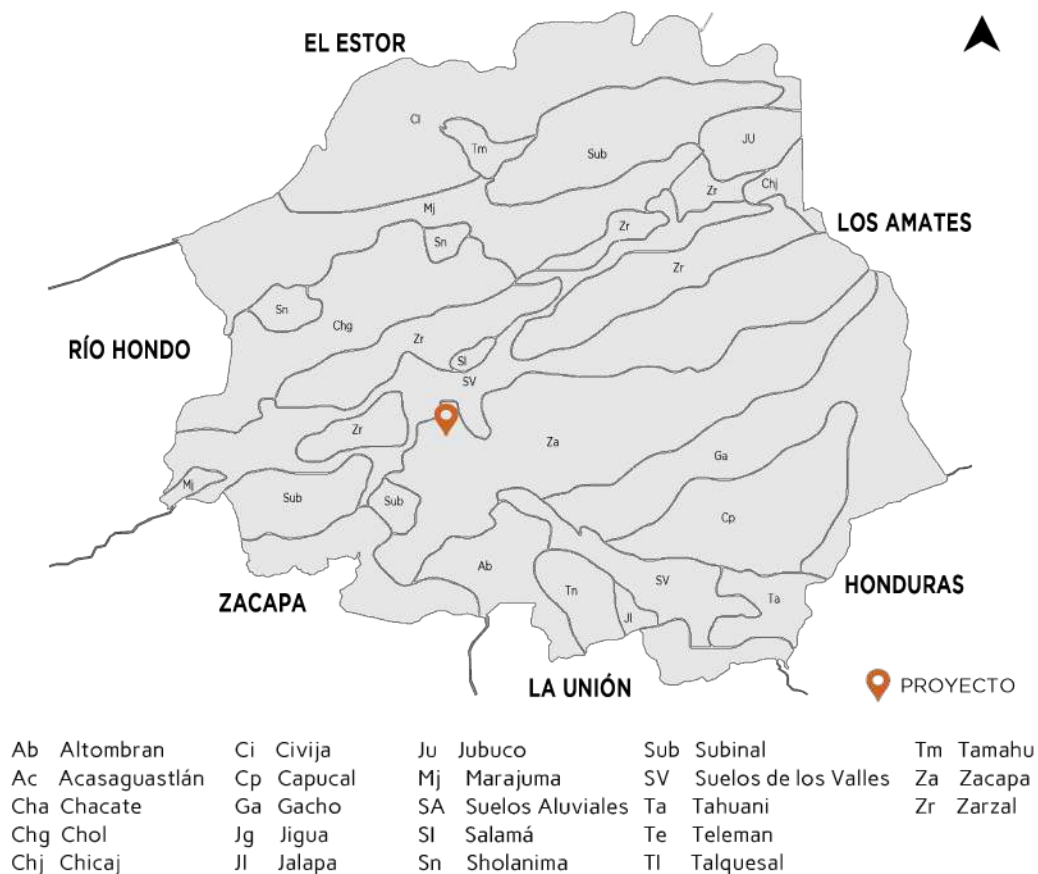 EL ESTOR
Cl
JU
Tm
Sub
Zr
Chj
Mj
LOS AMATES
Zr
Sn
Zr
Sn
Chg
RÍO HONDO
Zr
Sl
SV
Zr
Za
Ga
Mj
Sub
Sub
Cp
Ab
SV
HONDURAS
Tn
Ta
ZACAPA
Jl
LA UNIÓN
PROYECTO
Ab Altombran
Ac Acasaguastlán
Cha Chacate
Chg Chol
Chj Chicaj
Ci Civija
Cp Capucal
Ga Gacho
Jg Jigua
Jl Jalapa
Ju Jubuco
Mj Marajuma
SA Suelos Aluviales
Sl Salamá
Sn Sholanima
Sub Subinal
SV Suelos de los Valles
Ta Tahuani
Te Teleman
Tl Talquesal
Tm Tamahu
Za Zacapa
Zr Zarzal